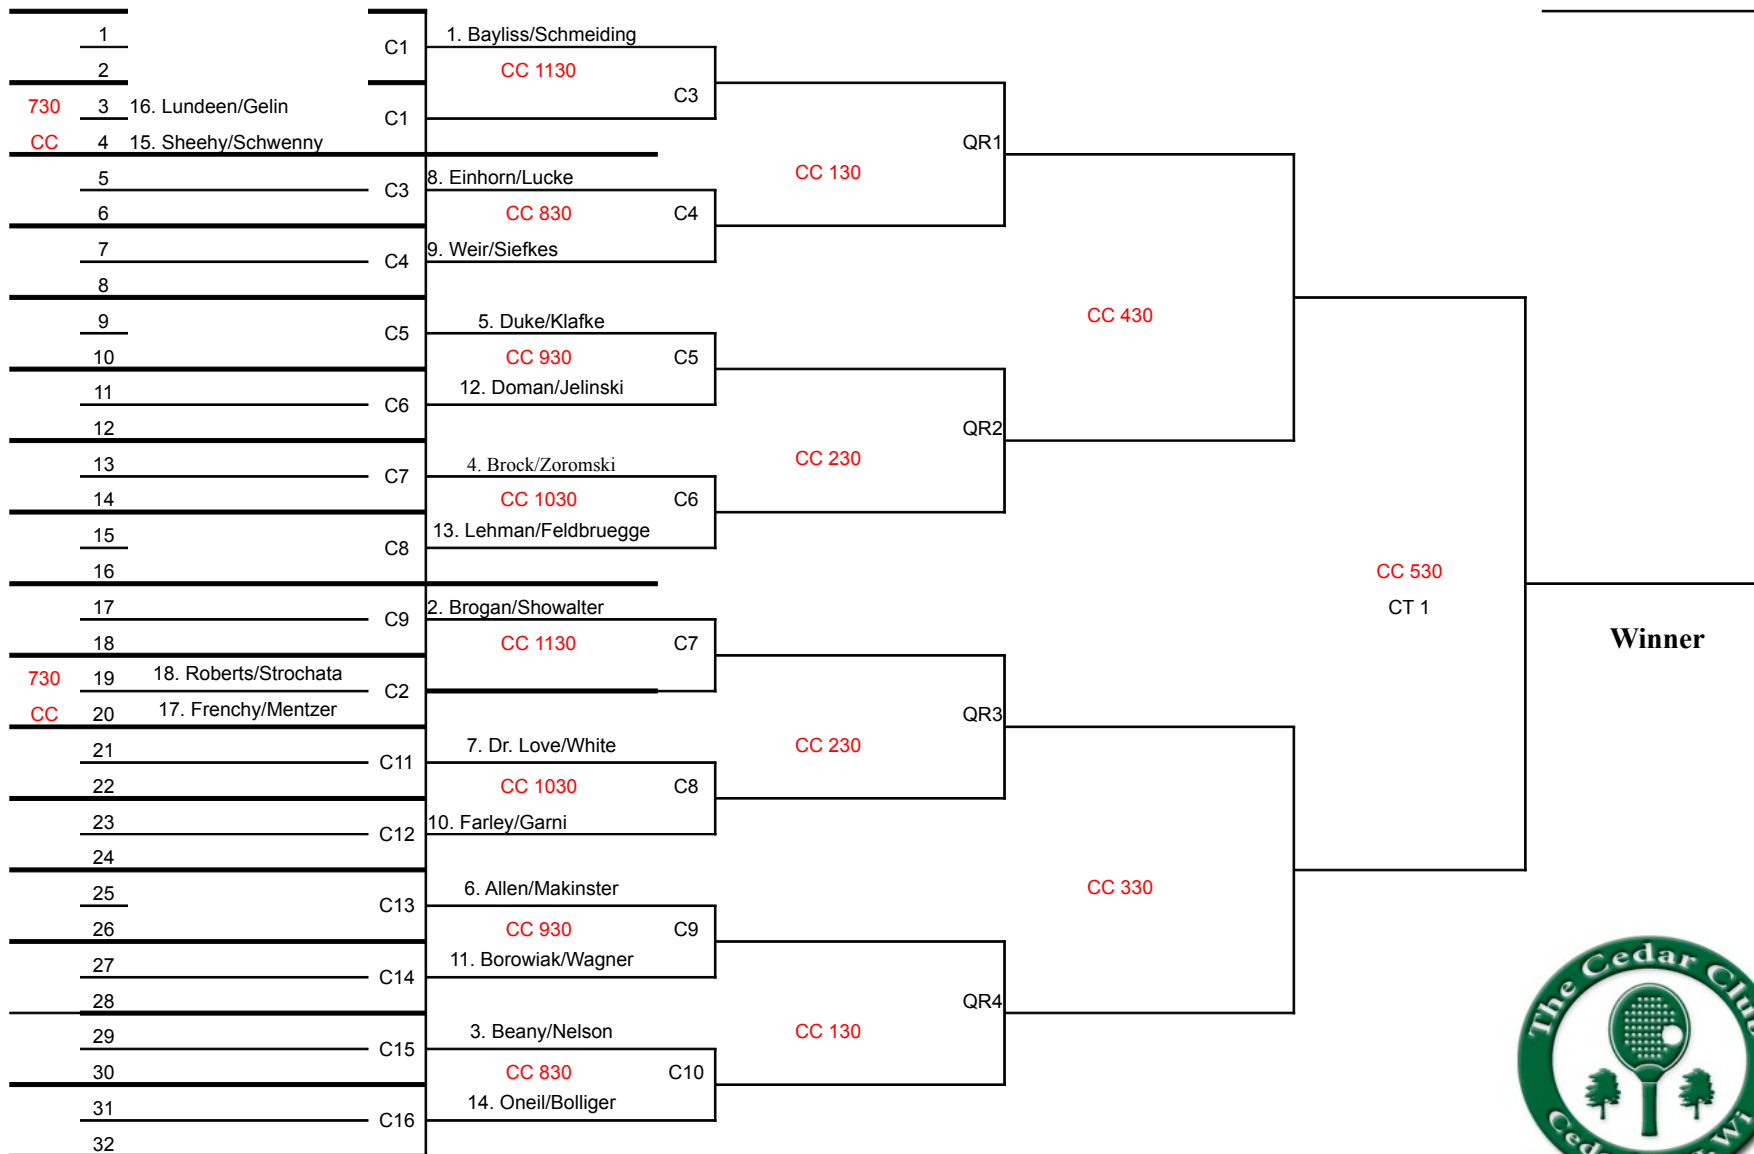 1
C1
1. Bayliss/Schmeiding
2
CC 1130
730
3
16. Lundeen/Gelin
C1
C3
CC
4
15. Sheehy/Schwenny
QR1
5
C3
8. Einhorn/Lucke
CC 130
6
CC 830
C4
7
C4
9. Weir/Siefkes
8
9
C5
5. Duke/Klafke
CC 430
10
CC 930
C5
11
C6
12. Doman/Jelinski
12
QR2
13
C7
4. Brock/Zoromski
CC 230
14
CC 1030
C6
15
C8
13. Lehman/Feldbruegge
16
CC 530
17
C9
2. Brogan/Showalter
CT 1
18
CC 1130
C7
Winner
730
19
18. Roberts/Strochata
C2
CC
20
17. Frenchy/Mentzer
QR3
21
C11
7. Dr. Love/White
CC 230
22
CC 1030
C8
23
C12
10. Farley/Garni
24
25
C13
6. Allen/Makinster
CC 330
26
CC 930
C9
27
C14
11. Borowiak/Wagner
28
QR4
29
C15
3. Beany/Nelson
CC 130
30
CC 830
C10
31
C16
14. Oneil/Bolliger
32
The Cedar Club